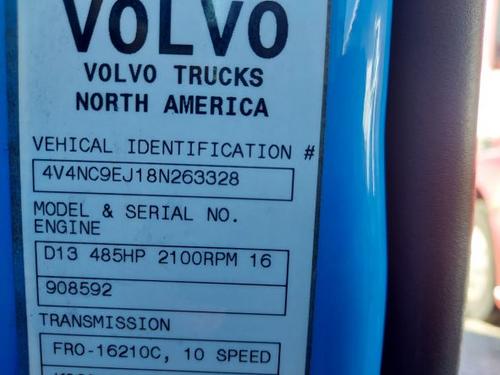 VOLVO
VOLVO TRUCKS
NORTH AMERICA
VEHICAL IDENTIFICATION #
4V4NC9EJ18N263328
MODEL & SERIAL NO.
ENGINE
D13 485HP 2100RPM 16
908592
TRANSMISSION
FRO-16210C, 10 SPEED